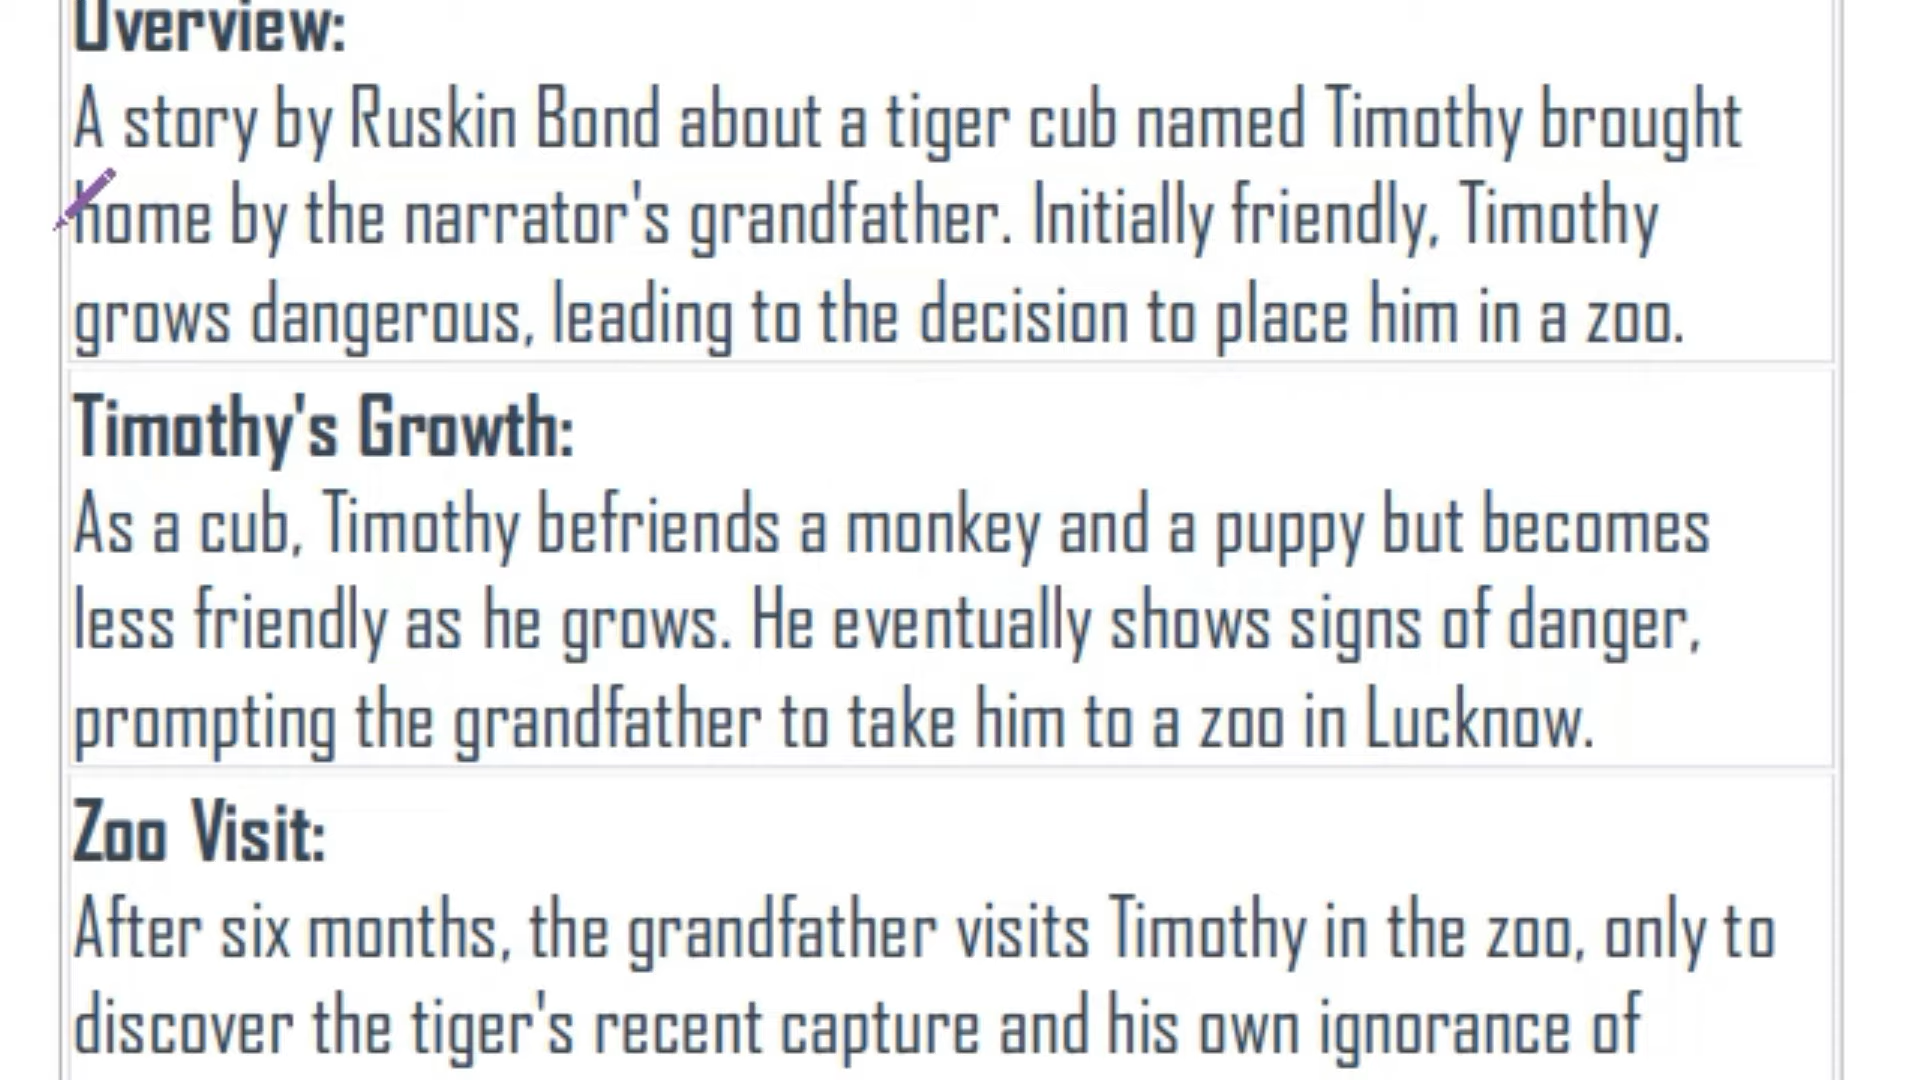 Overview:
A story by Ruskin Bond about a tiger cub named Timothy brought
home by the narrator's grandfather. Initially friendly, Timothy
grows dangerous, leading to the decision to place him in a zoo.
Timothy's Growth:
As a cub, Timothy befriends a monkey and a puppy but becomes
less friendly as he grows. He eventually shows signs of danger,
prompting the grandfather to take him to a zoo in Lucknow.
Zoo Visit:
After six months, the grandfather visits Timothy in the zoo, only to
discover the tiger's recent capture and his own ignorance of